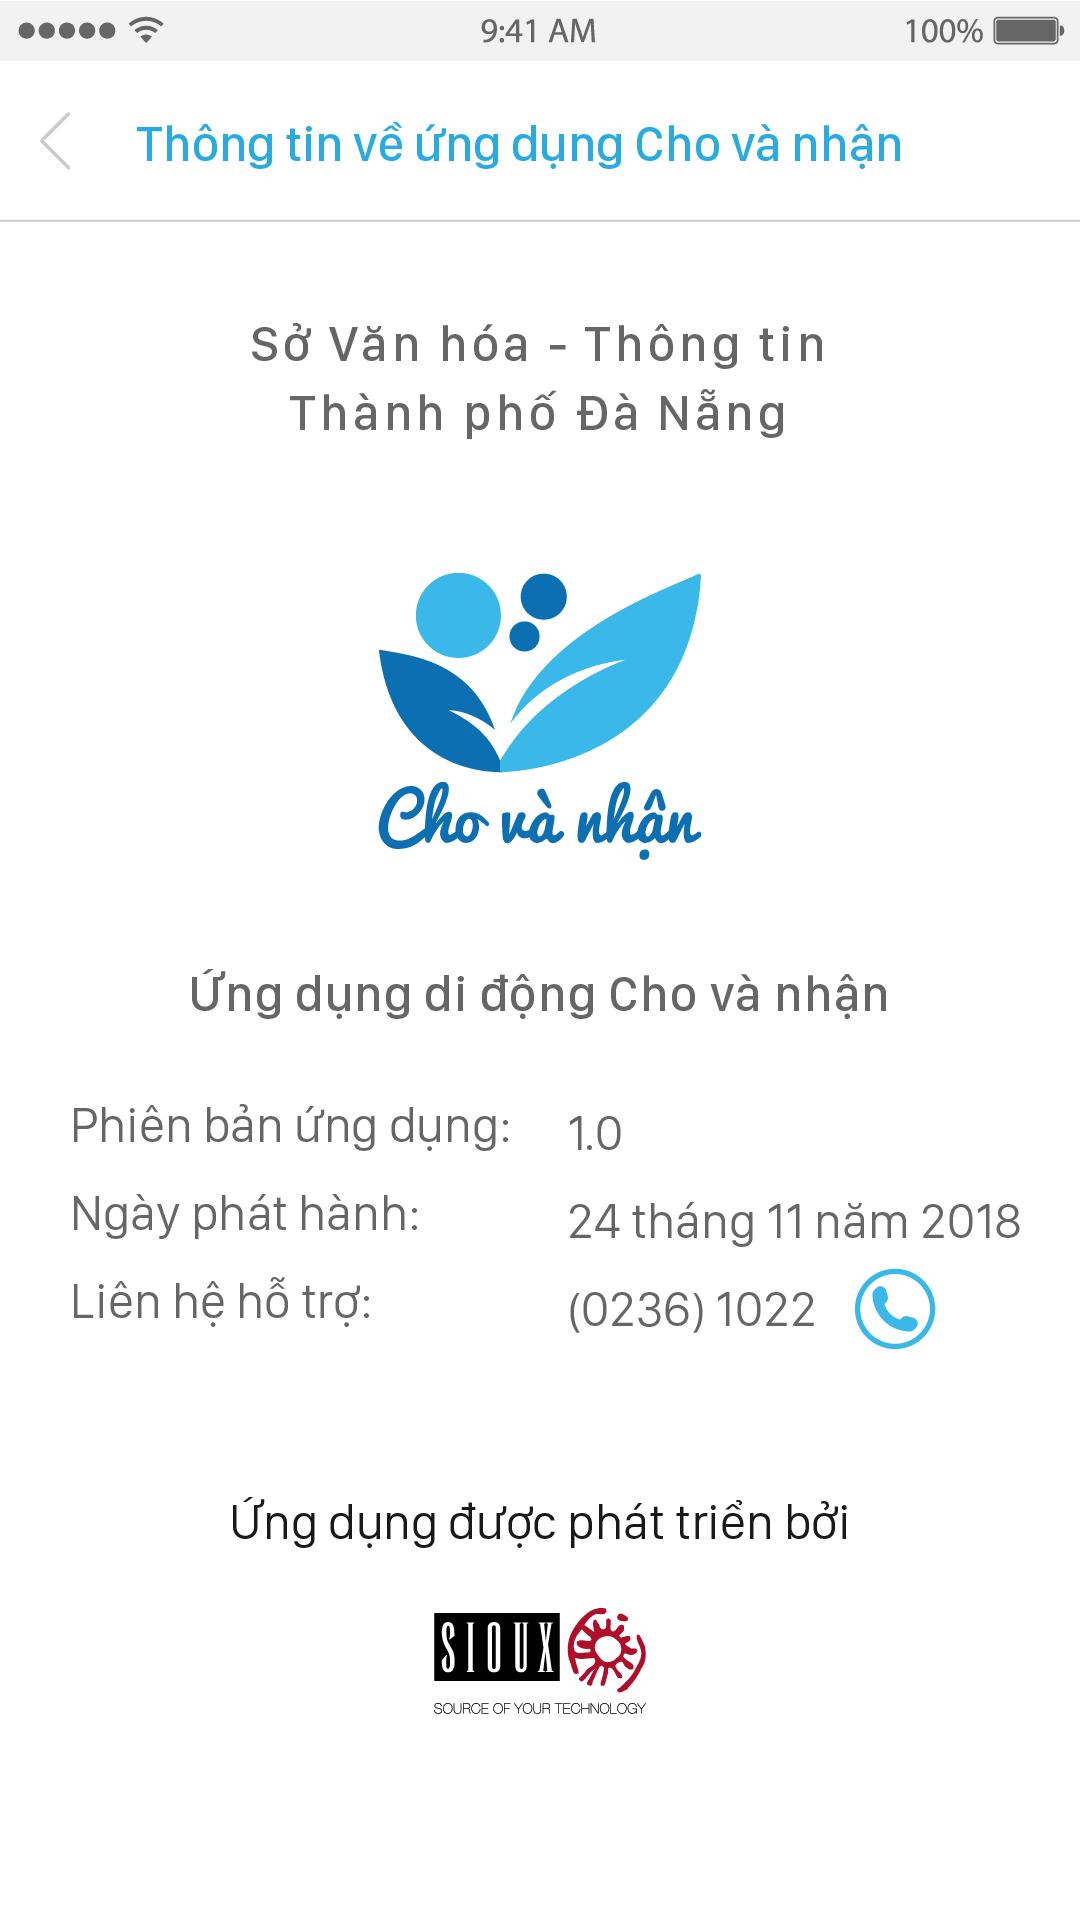 9:41 AM 100%
Thông tin về ứng dụng Cho và nhận
Sở Văn hóa - Thông tin
Thành phố Đà Nẵng
Cho và nhận
Ứng dụng di động Cho và nhận
Phiên bản ứng dụng: 1.0
Ngày phát hành: 24 tháng 11 năm 2018
Liên hệ hỗ trợ: (0236) 1022
Ứng dụng được phát triển bởi
SIOUX
SOURCE OF YOUR TECHNOLOGY